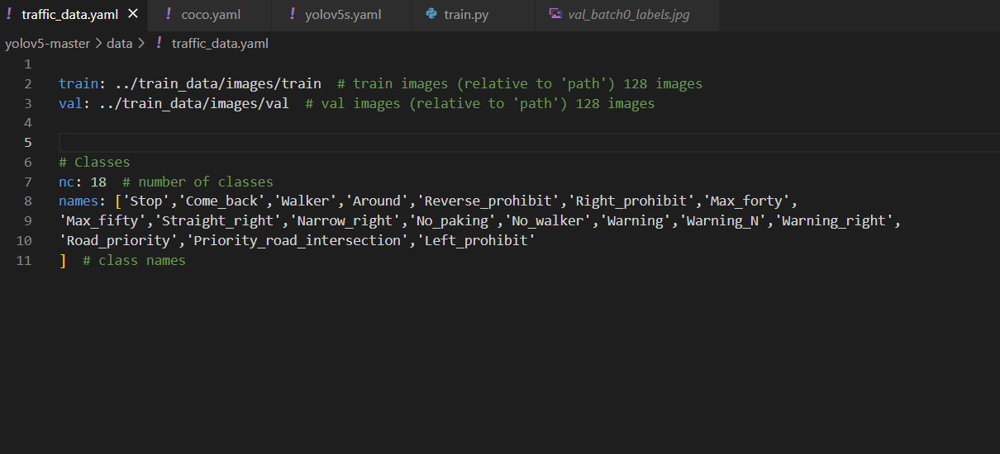 traffic_data.yaml coco.yaml yolov5s.yaml train.py val_batch0_labels.jpg
yolov5-master > data > ! traffic_data.yaml
1
2 train: ../train_data/images/train # train images (relative to 'path') 128 images
3 val: ../train_data/images/val # val images (relative to 'path') 128 images
4
5
6 # Classes
7 nc: 18 # number of classes
8 names: ['Stop','Come_back','Walker','Around','Reverse_prohibit','Right_prohibit','Max_forty',
9 'Max_fifty','Straight_right','Narrow_right','No_paking','No_walker','Warning','Warning_N','Warning_right',
10 'Road_priority','Priority_road_intersection','Left_prohibit'
11 ] # class names